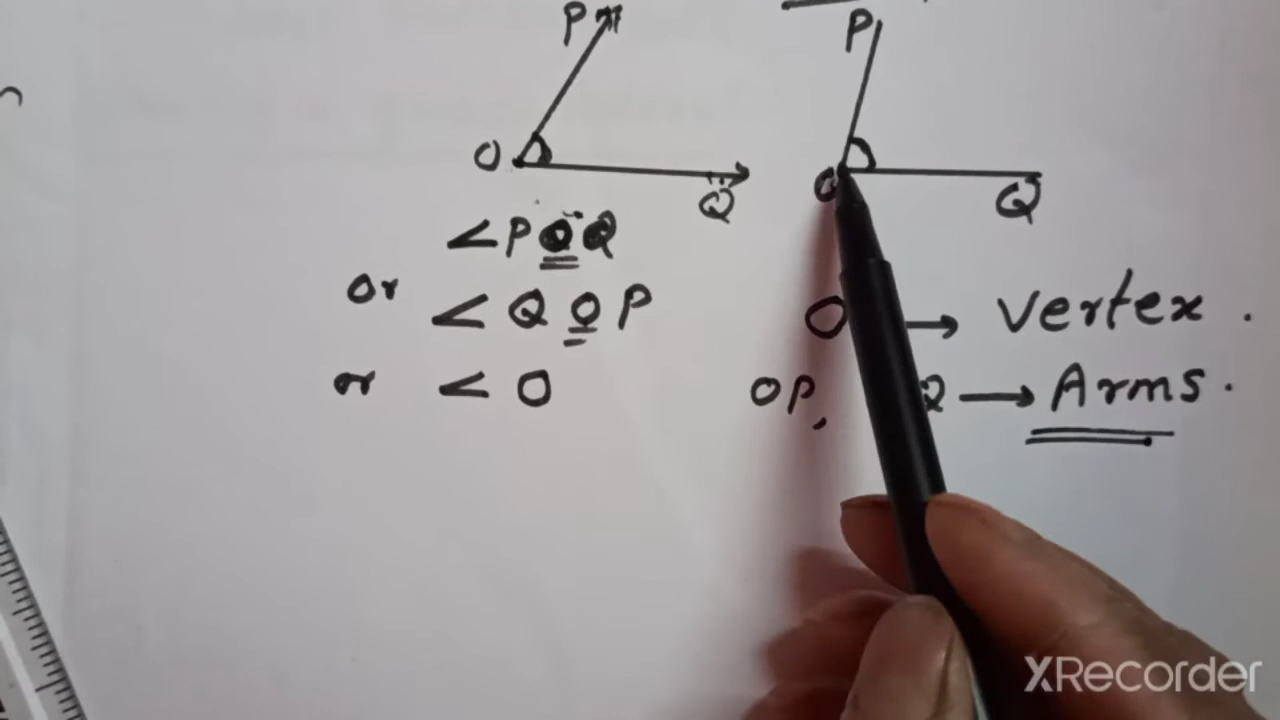 P P
O Q O Q
<POQ
or <QOP
or <O
O → Vertex.
OP, Q → Arms.
XRecorder